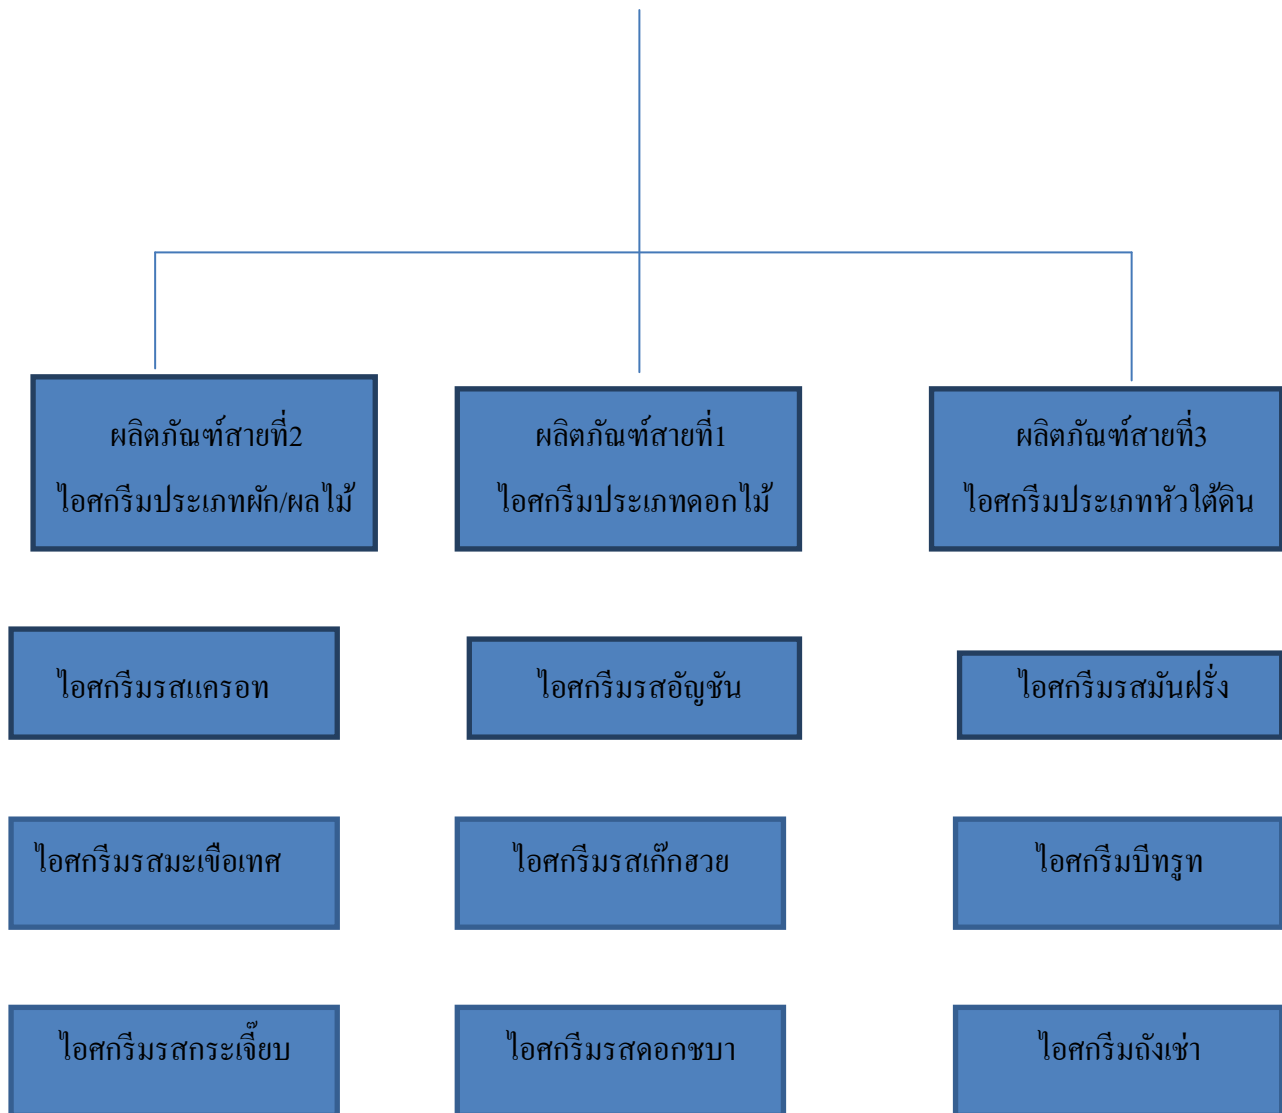 ผลิตภัณฑ์สายที่2
ไอศกรีมประเภทผัก/ผลไม้
ผลิตภัณฑ์สายที่1
ไอศกรีมประเภทดอกไม้
ผลิตภัณฑ์สายที่3
ไอศกรีมประเภทหัวใต้ดิน
ไอศกรีมรสแครอท
ไอศกรีมรสอัญชัน
ไอศกรีมรสมันฝรั่ง
ไอศกรีมรสมะเขือเทศ
ไอศกรีมรสเก๊กฮวย
ไอศกรีมบีทรูท
ไอศกรีมรสกระเจี๊ยบ
ไอศกรีมรสดอกชบา
ไอศกรีมถังเช่า